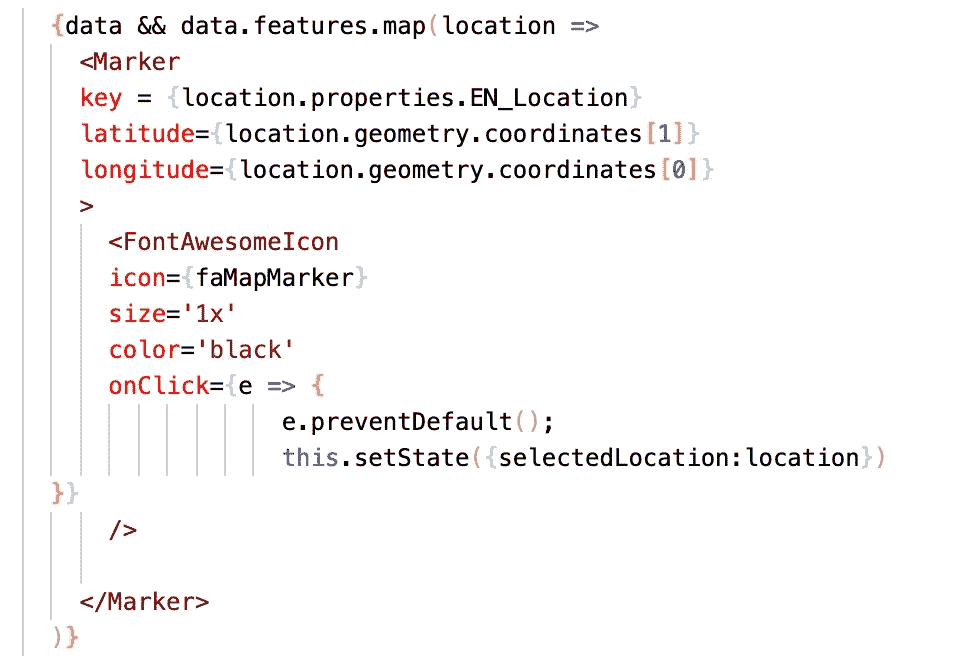 {data && data.features.map(location =>
<Marker
key = {location.properties.EN_Location}
latitude={location.geometry.coordinates[1]}
longitude={location.geometry.coordinates[0]}
>
<FontAwesomeIcon
icon={faMapMarker}
size='1x'
color='black'
onClick={e => {
e.preventDefault();
this.setState({selectedLocation:location})
}}
/>
</Marker>
)}